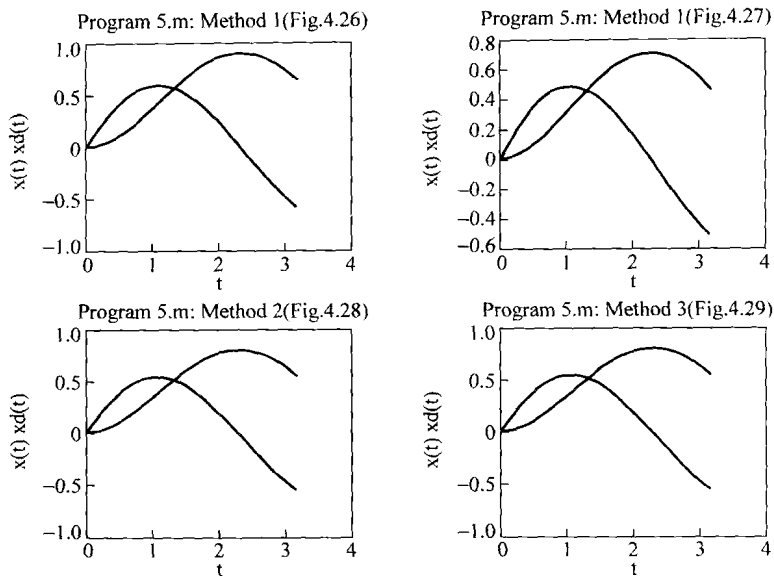 Program 5.m: Method 1(Fig.4.26)
1.0
0.5
0
−0.5
−1.0
x(t) xd(t)
0 1 2 3 4
t
Program 5.m: Method 1(Fig.4.27)
0.8
0.6
0.4
0.2
0
−0.2
−0.4
−0.6
x(t) xd(t)
0 1 2 3 4
t
Program 5.m: Method 2(Fig.4.28)
1.0
0.5
0
−0.5
−1.0
x(t) xd(t)
0 1 2 3 4
t
Program 5.m: Method 3(Fig.4.29)
1.0
0.5
0
−0.5
−1.0
x(t) xd(t)
0 1 2 3 4
t